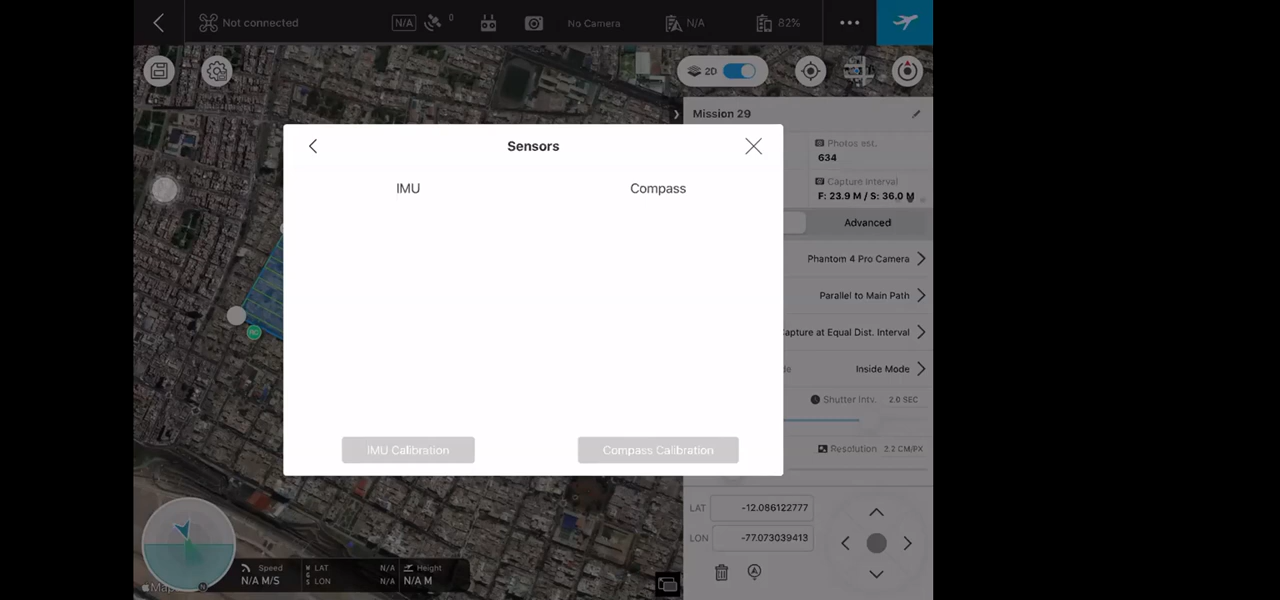 Not connected
N/A
0
No Camera
N/A
82%
2D
Mission 29
Photos est.
634
Capture Interval
F: 23.9 M / S: 36.0 M
Advanced
Phantom 4 Pro Camera
Parallel to Main Path
Capture at Equal Dist. Interval
Inside Mode
Shutter Intv. 2.0 SEC
Resolution 2.2 CM/PX
Sensors
IMU
Compass
IMU Calibration
Compass Calibration
LAT -12.086122777
LON -77.073039413
Speed
N/A M/S
WGS
LAT N/A
LON N/A
Height
N/A M